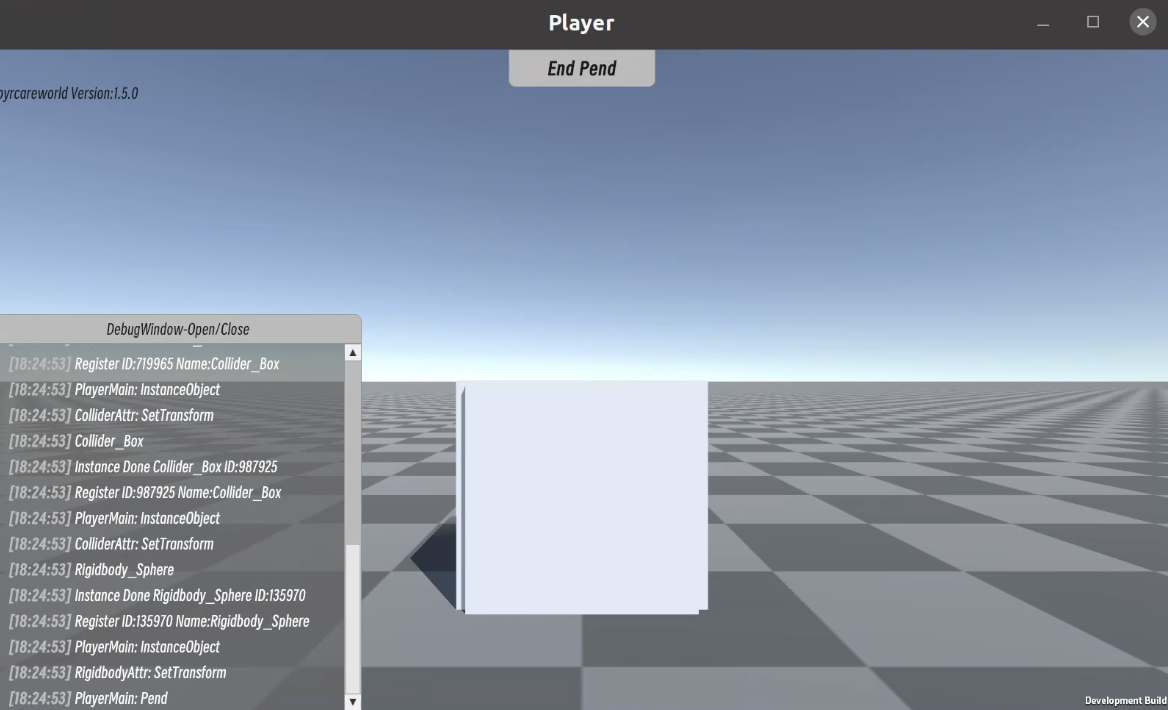 Player
End Pend
pyrcareworld Version:1.5.0
DebugWindow-Open/Close
[18:24:53] Register ID:719965 Name:Collider_Box
[18:24:53] PlayerMain: InstanceObject
[18:24:53] ColliderAttr: SetTransform
[18:24:53] Collider_Box
[18:24:53] Instance Done Collider_Box ID:987925
[18:24:53] Register ID:987925 Name:Collider_Box
[18:24:53] PlayerMain: InstanceObject
[18:24:53] ColliderAttr: SetTransform
[18:24:53] Rigidbody_Sphere
[18:24:53] Instance Done Rigidbody_Sphere ID:135970
[18:24:53] Register ID:135970 Name:Rigidbody_Sphere
[18:24:53] PlayerMain: InstanceObject
[18:24:53] RigidbodyAttr: SetTransform
[18:24:53] PlayerMain: Pend
Development Build